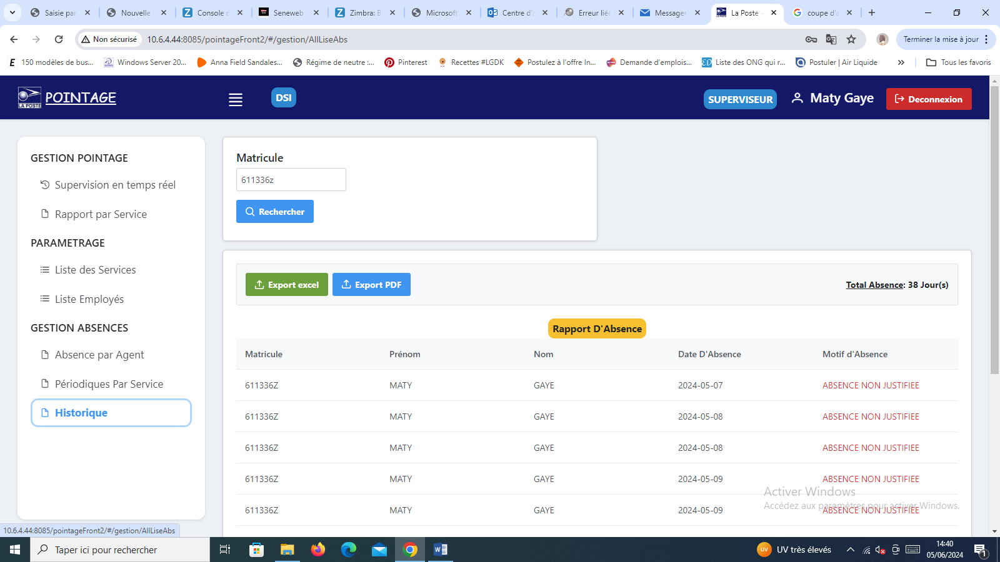 Saisie par
Nouvelle
Console d
Seneweb
Zimbra: B
Microsoft
Centre d'a
Erreur liée
Message
La Poste -
coupe d'a
Non sécurisé
10.6.4.44:8085/pointageFront2/#/gestion/AllLiseAbs
Terminer la mise à jour
150 modèles de bus...
Windows Server 20...
Anna Field Sandales...
Régime de neutre :...
Pinterest
Recettes #LGDK
Postulez à l'offre In...
Demande d'emplois...
Liste des ONG qui r...
Postuler | Air Liquide
»
Tous les favoris
LA POSTE
POINTAGE
DSI
SUPERVISEUR
Maty Gaye
Deconnexion
GESTION POINTAGE
Supervision en temps réel
Rapport par Service
PARAMETRAGE
Liste des Services
Liste Employés
GESTION ABSENCES
Absence par Agent
Périodiques Par Service
Historique
Matricule
611336z
Rechercher
Export excel
Export PDF
Total Absence: 38 Jour(s)
Rapport D'Absence
Matricule Prénom Nom Date D'Absence Motif d'Absence
611336Z MATY GAYE 2024-05-07 ABSENCE NON JUSTIFIEE
611336Z MATY GAYE 2024-05-08 ABSENCE NON JUSTIFIEE
611336Z MATY GAYE 2024-05-08 ABSENCE NON JUSTIFIEE
611336Z MATY GAYE 2024-05-09 ABSENCE NON JUSTIFIEE
611336Z MATY GAYE 2024-05-09 ABSENCE NON JUSTIFIEE
Activer Windows
Accédez aux paramètres pour activer Windows.
10.6.4.44:8085/pointageFront2/#/gestion/AllLiseAbs
Taper ici pour rechercher
UV
UV très élevés
14:40
05/06/2024
1